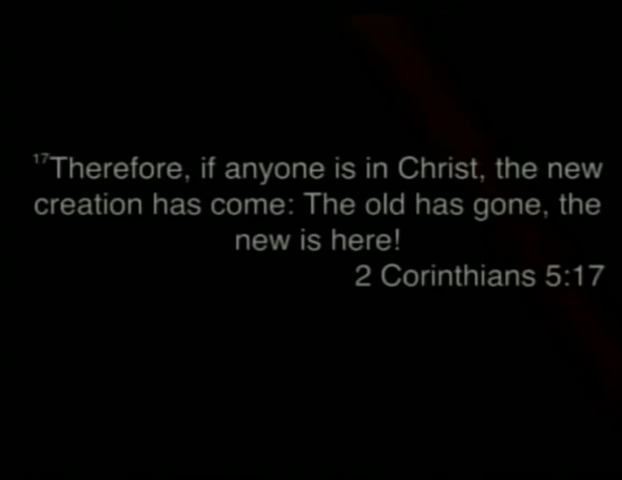 17Therefore, if anyone is in Christ, the new
creation has come: The old has gone, the
new is here!
2 Corinthians 5:17